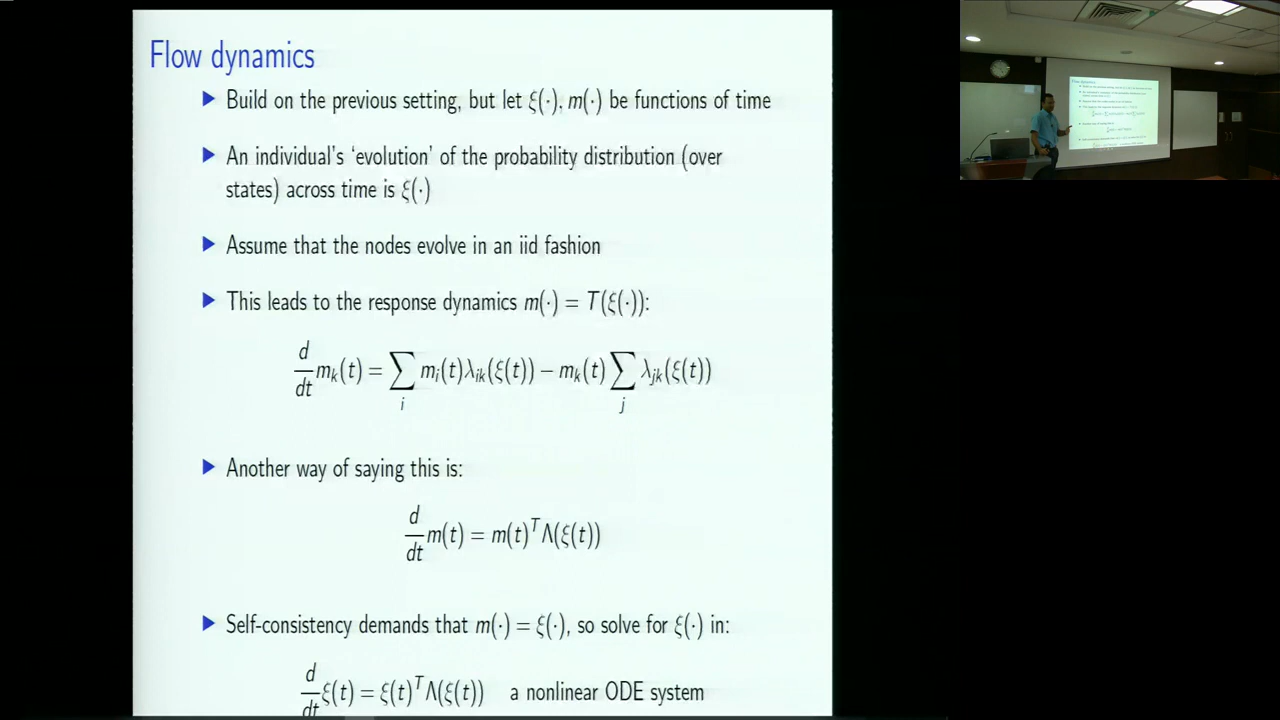 Flow dynamics
Build on the previous setting, but let ξ(·), m(·) be functions of time
An individual's 'evolution' of the probability distribution (over
states) across time is ξ(·)
Assume that the nodes evolve in an iid fashion
This leads to the response dynamics m(·) = T(ξ(·)):
d/dt m_k(t) = ∑_i m_i(t)λ_ik(ξ(t)) − m_k(t) ∑_j λ_jk(ξ(t))
Another way of saying this is:
d/dt m(t) = m(t)^T Λ(ξ(t))
Self-consistency demands that m(·) = ξ(·), so solve for ξ(·) in:
d/dt ξ(t) = ξ(t)^T Λ(ξ(t)) a nonlinear ODE system